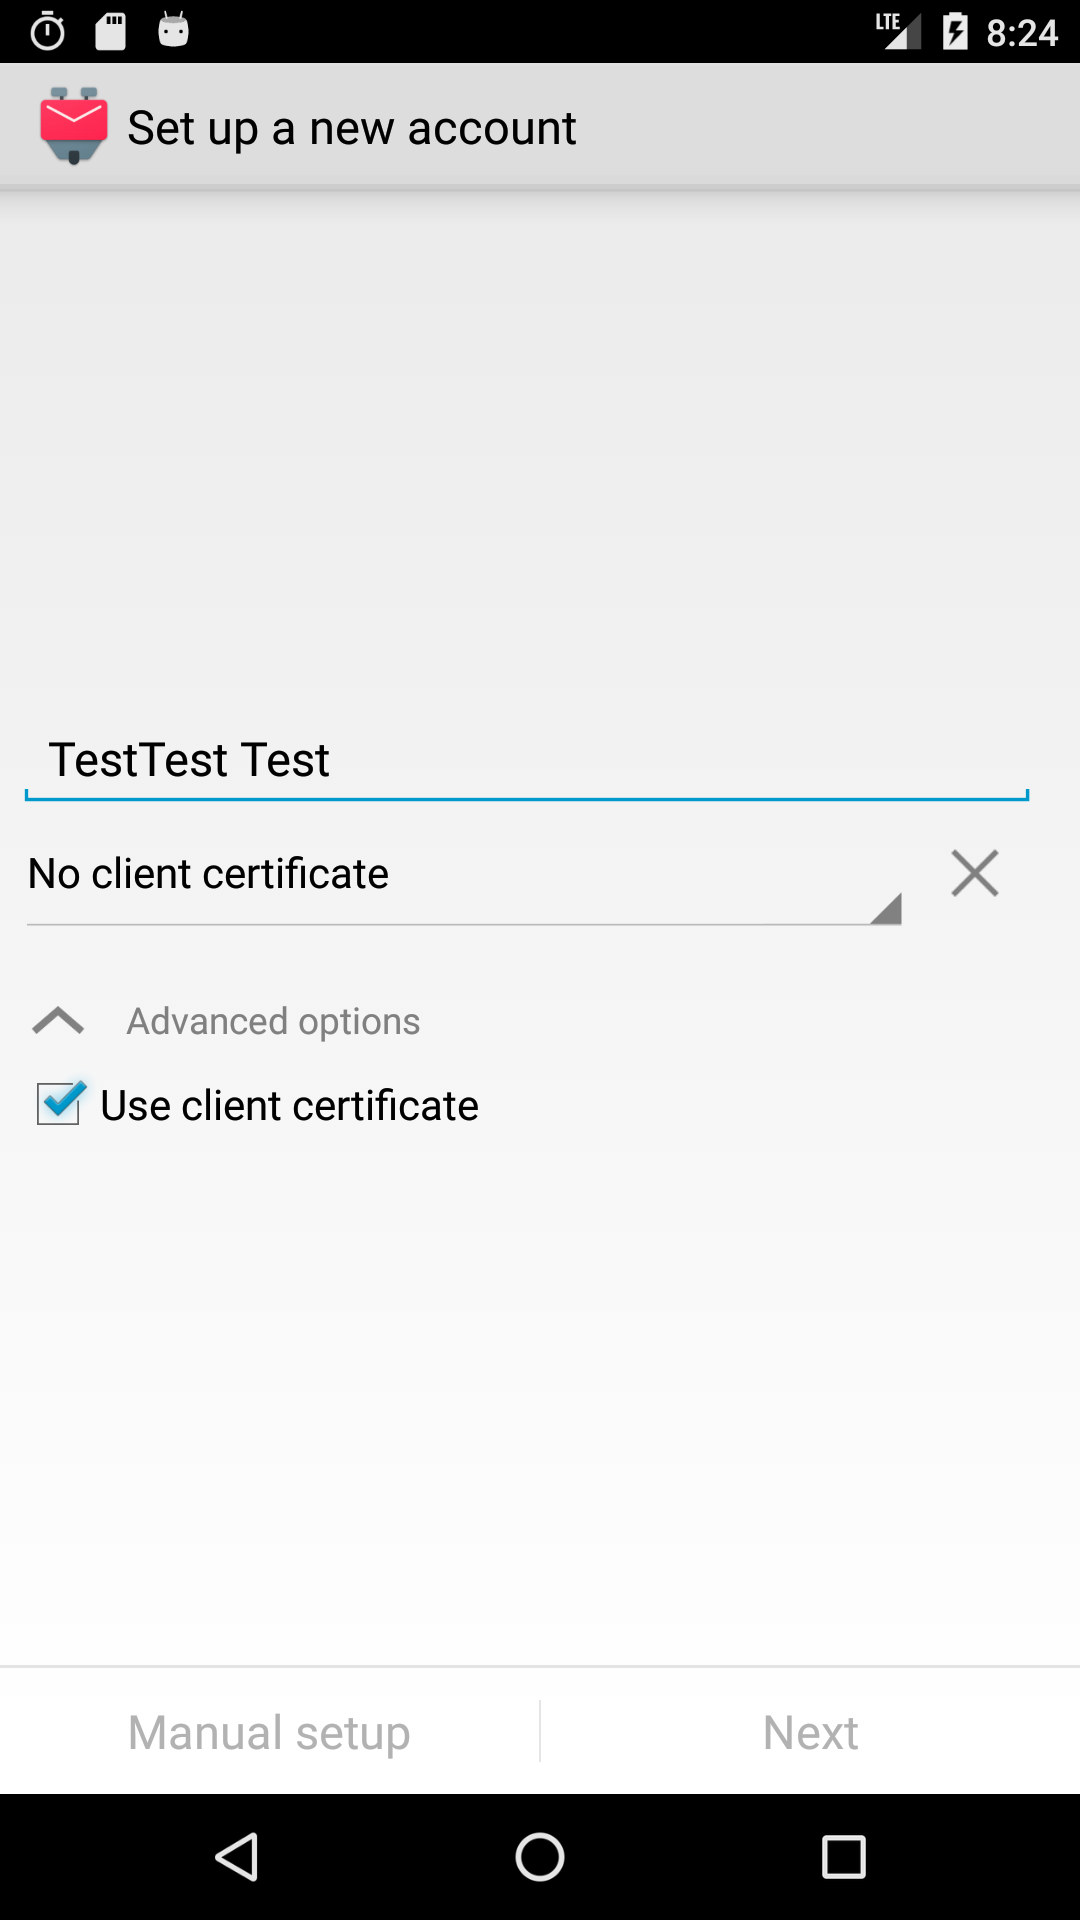 LTE 8:24
Set up a new account
TestTest Test
No client certificate
Advanced options
Use client certificate
Manual setup Next